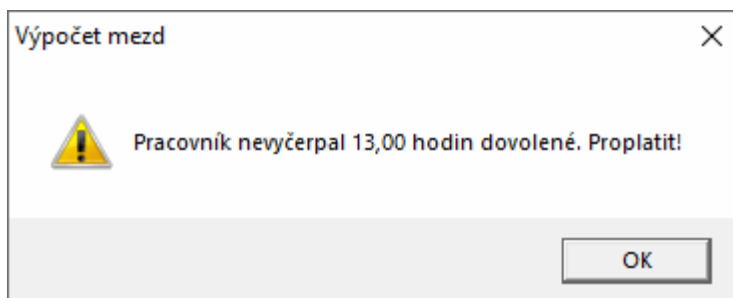 Výpočet mezd
Pracovník nevyčerpal 13,00 hodin dovolené. Proplatit!
OK